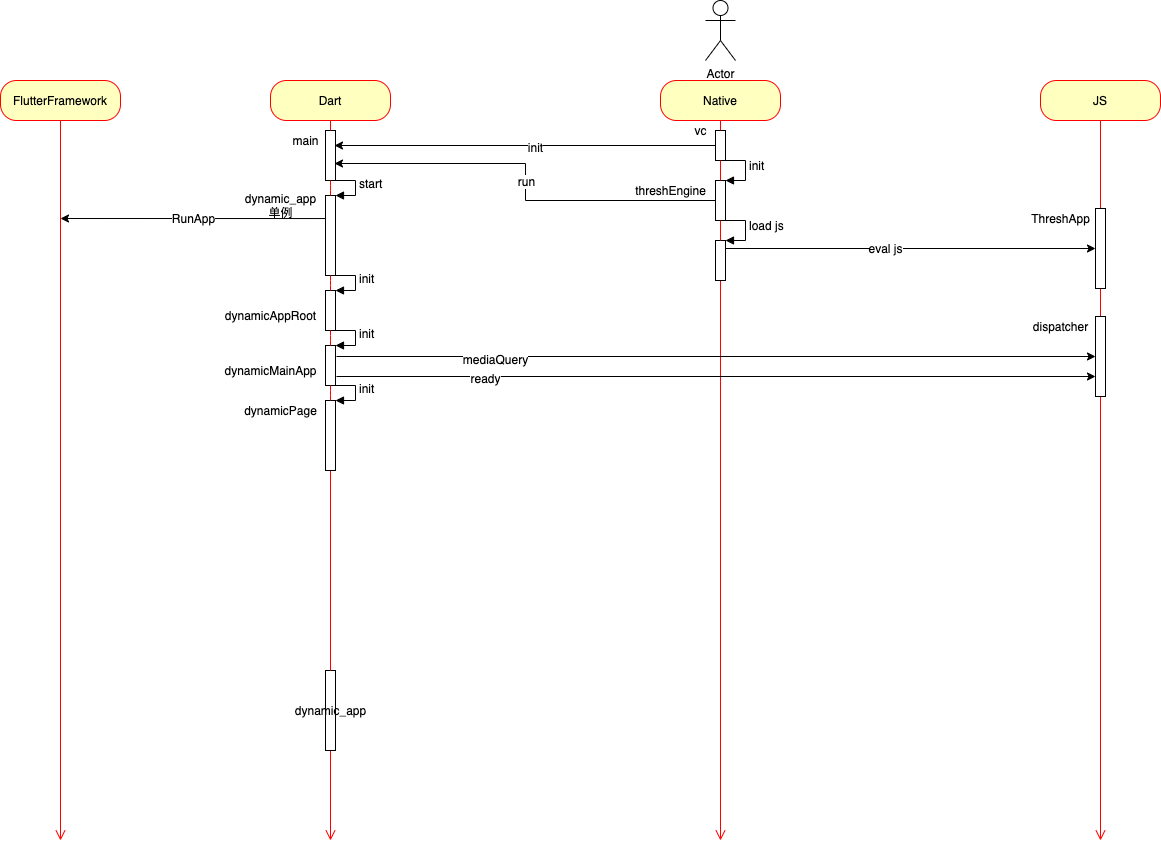 Actor
FlutterFramework
Dart
Native
JS
vc
main
init
init
run
start
threshEngine
dynamic_app
单例
RunApp
load js
ThreshApp
eval js
init
dynamicAppRoot
dispatcher
init
mediaQuery
dynamicMainApp
ready
init
dynamicPage
dynamic_app